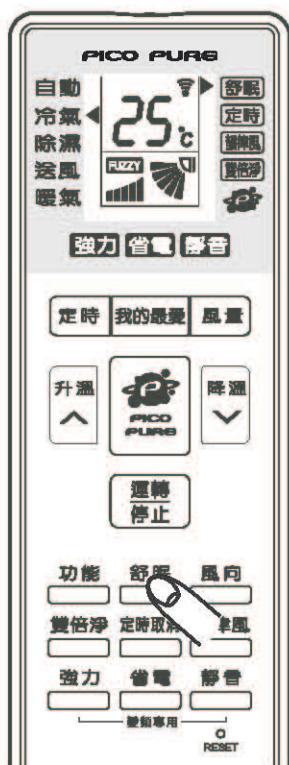 PICO PURE
自動
冷氣
除濕
送風
暖氣
25℃
FUZZY
舒眠
定時
雙倍淨
強力 省電 靜音
定時 我的最愛 風量
升溫 降溫
PICO
PURE
運轉
停止
功能 舒眠 風向
雙倍淨 定時取消 風
強力 省電 靜音
變頻專用
RESET